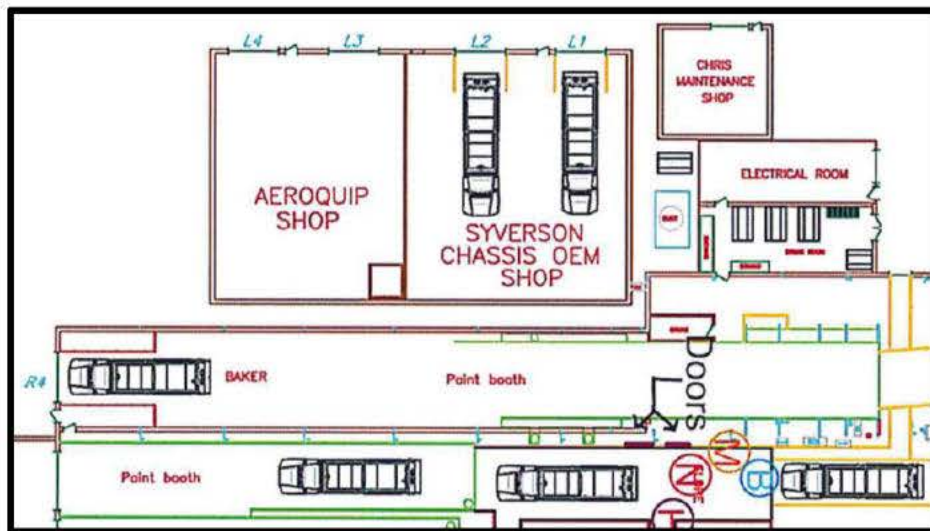 L4
L3
L2
L1
CHRIS
MAINTENANCE
SHOP
ELECTRICAL ROOM
AEROQUIP
SHOP
SYVERSON
CHASSIS OEM
SHOP
R4
BAKER
Paint booth
Doors
Paint booth
M
B
N
H